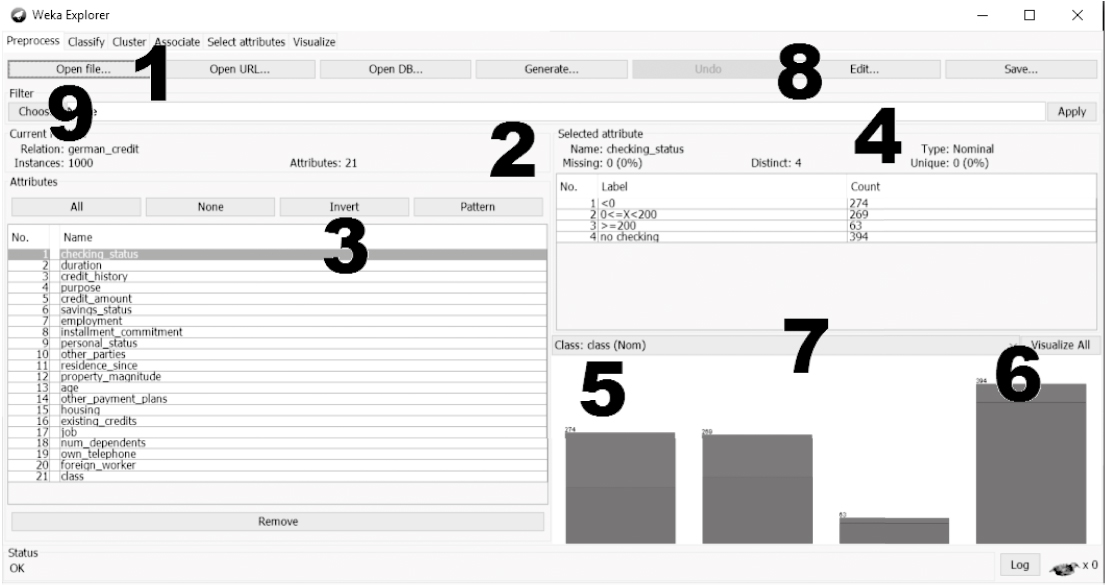 Weka Explorer
Preprocess Classify Cluster Associate Select attributes Visualize
1
8
Open file... Open URL... Open DB... Generate... Undo Edit... Save...
9
Filter
Apply
2
4
Selected attribute
Relation: german_credit
Instances: 1000 Attributes: 21
Name: checking_status Type: Nominal
Missing: 0 (0%) Distinct: 4 Unique: 0 (0%)
Attributes
All None Invert Pattern
3
No. Name
1 checking_status
2 duration
3 credit_history
4 purpose
5 credit_amount
6 savings_status
7 employment
8 installment_commitment
9 personal_status
10 other_parties
11 residence_since
12 property_magnitude
13 age
14 other_payment_plans
15 housing
16 existing_credits
17 job
18 num_dependents
19 own_telephone
20 foreign_worker
21 class
Remove
No. Label Count
1 <0 274
2 0<=X<200 269
3 >=200 63
4 no checking 394
7
Class: class (Nom) Visualize All
5
6
274
269
63
394
Status
OK
Log x 0